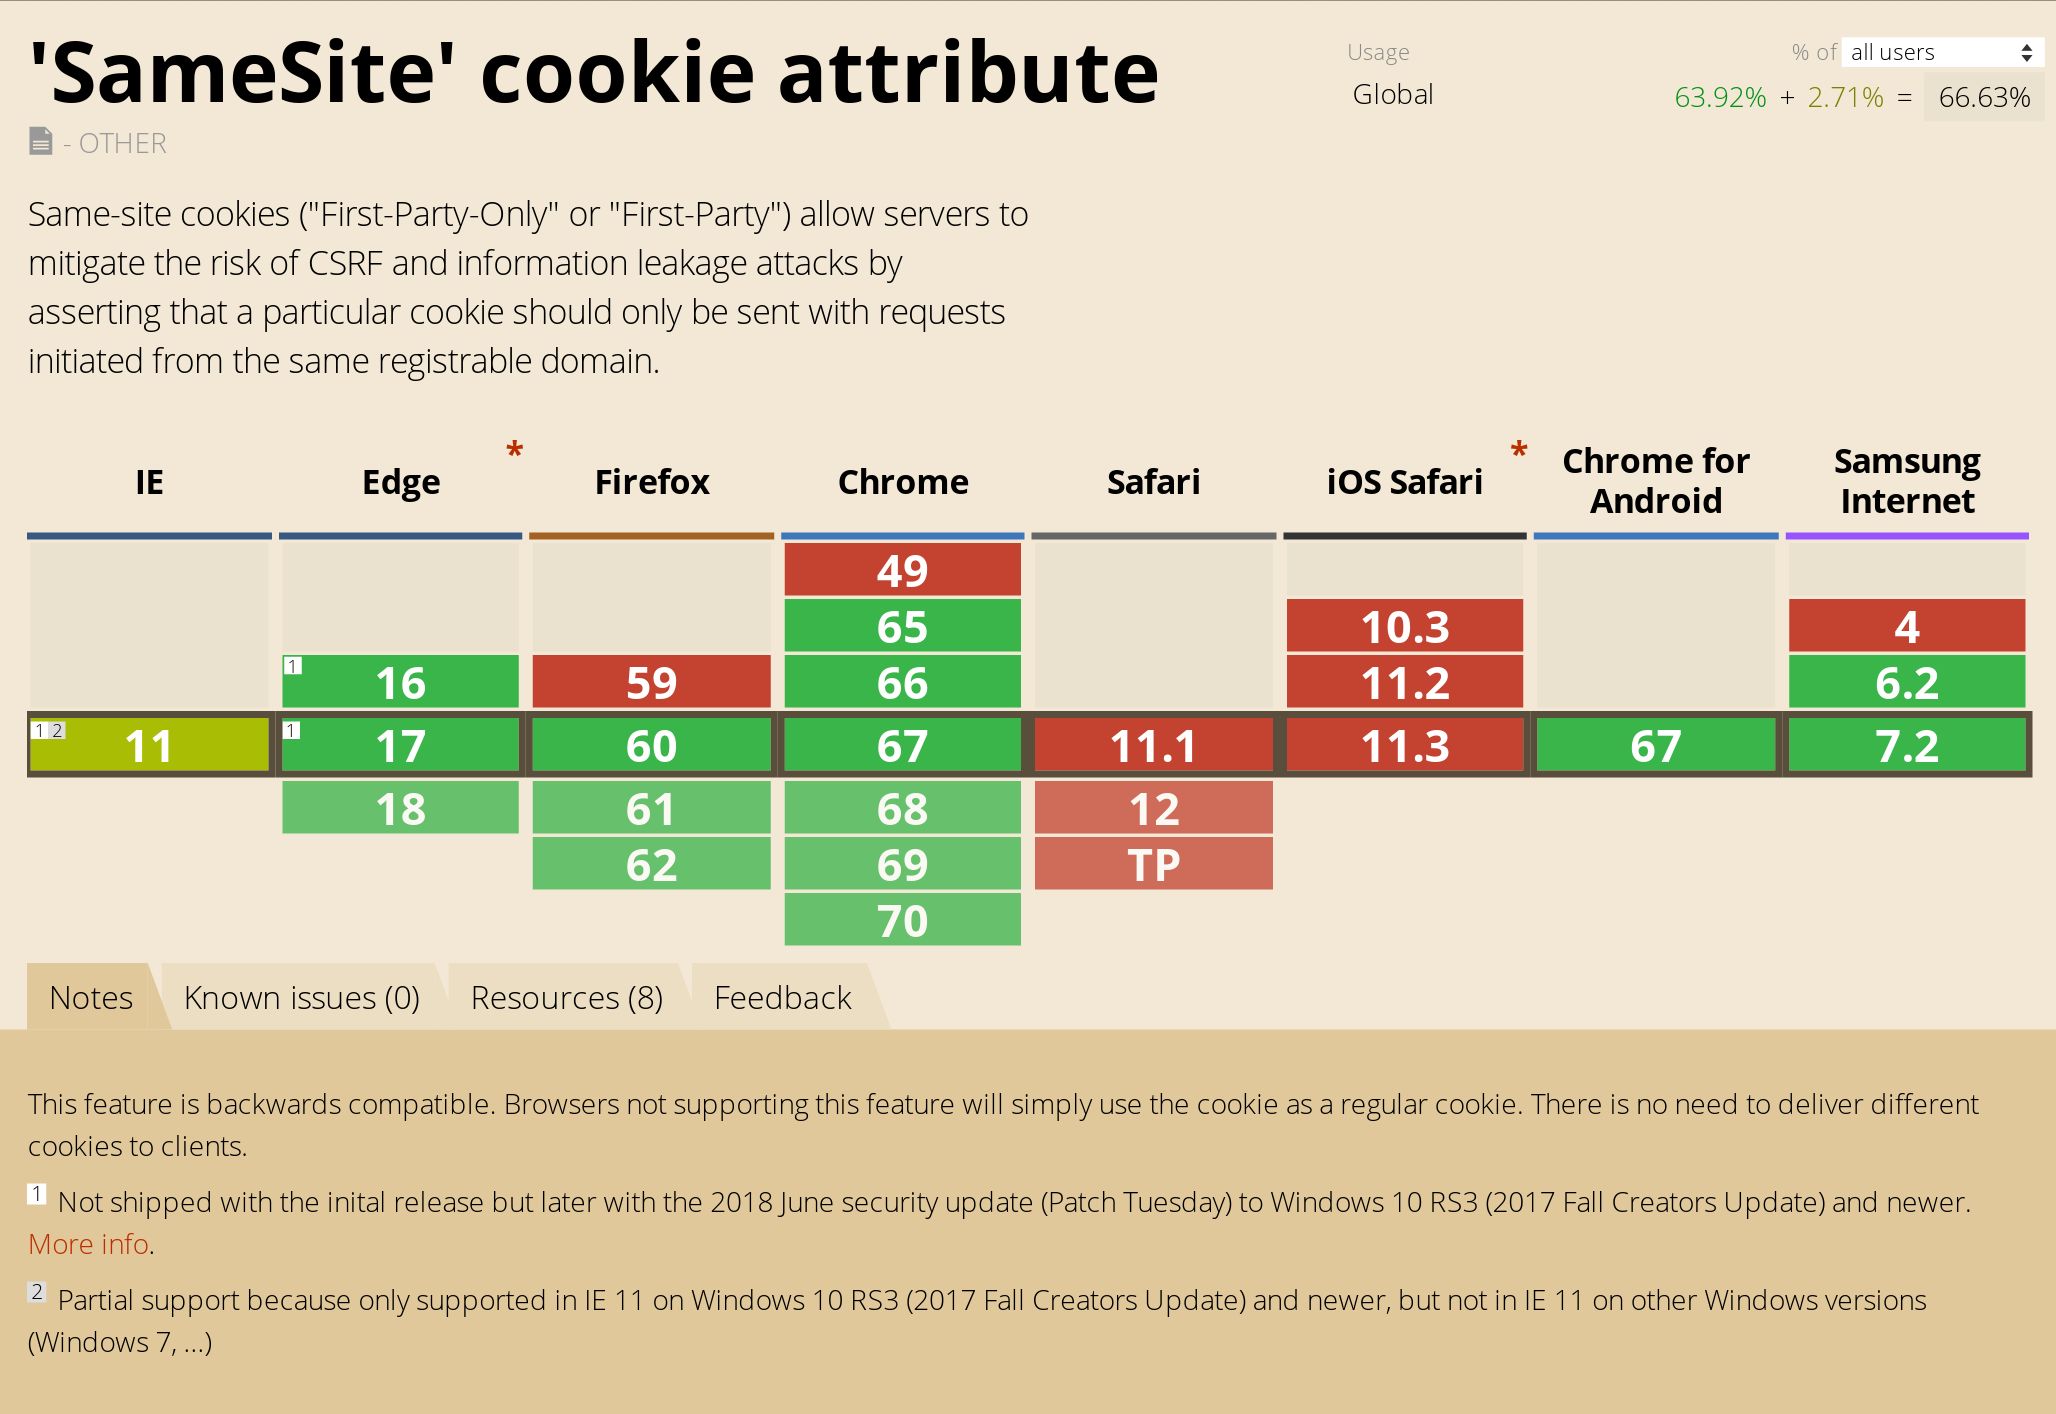 'SameSite' cookie attribute
- OTHER
Usage
% of all users
Global
63.92% + 2.71% = 66.63%
Same-site cookies ("First-Party-Only" or "First-Party") allow servers to
mitigate the risk of CSRF and information leakage attacks by
asserting that a particular cookie should only be sent with requests
initiated from the same registrable domain.
IE Edge * Firefox Chrome Safari iOS Safari * Chrome for Android Samsung Internet
49
65 10.3 4
1 16 59 66 11.2 6.2
1 2 11 1 17 60 67 11.1 11.3 67 7.2
18 61 68 12
62 69 TP
70
Notes Known issues (0) Resources (8) Feedback
This feature is backwards compatible. Browsers not supporting this feature will simply use the cookie as a regular cookie. There is no need to deliver different
cookies to clients.
1 Not shipped with the inital release but later with the 2018 June security update (Patch Tuesday) to Windows 10 RS3 (2017 Fall Creators Update) and newer.
More info.
2 Partial support because only supported in IE 11 on Windows 10 RS3 (2017 Fall Creators Update) and newer, but not in IE 11 on other Windows versions
(Windows 7, ...)